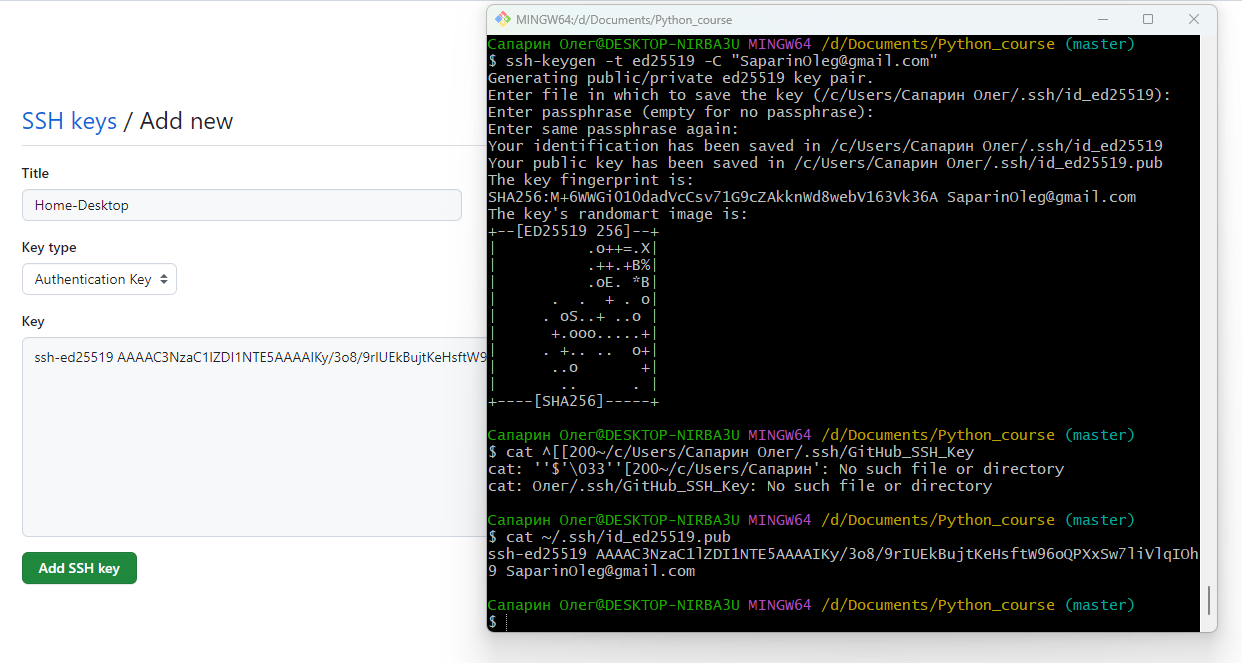 SSH keys / Add new
Title
Home-Desktop
Key type
Authentication Key
Key
ssh-ed25519 AAAAC3NzaC1lZDI1NTE5AAAAIKy/3o8/9rIUEkBujtKeHsftW9
Add SSH key
MINGW64:/d/Documents/Python_course
Сапарин Олег@DESKTOP-NIRBA3U MINGW64 /d/Documents/Python_course (master)
$ ssh-keygen -t ed25519 -C "SaparinOleg@gmail.com"
Generating public/private ed25519 key pair.
Enter file in which to save the key (/c/Users/Сапарин Олег/.ssh/id_ed25519):
Enter passphrase (empty for no passphrase):
Enter same passphrase again:
Your identification has been saved in /c/Users/Сапарин Олег/.ssh/id_ed25519
Your public key has been saved in /c/Users/Сапарин Олег/.ssh/id_ed25519.pub
The key fingerprint is:
SHA256:M+6WWGiO1OdadVcCsv71G9cZAkknWd8webV163Vk36A SaparinOleg@gmail.com
The key's randomart image is:
+--[ED25519 256]--+
|           .o++=.X|
|           .++.+B%|
|           .oE. *B|
|       .  .  + . o|
|      . oS..+ ..o |
|       +.ooo.....+|
|      . +.. ..  o+|
|       ..o       +|
|        ..      . |
+----[SHA256]-----+
Сапарин Олег@DESKTOP-NIRBA3U MINGW64 /d/Documents/Python_course (master)
$ cat ^[[200~/c/Users/Сапарин Олег/.ssh/GitHub_SSH_Key
cat: ''$'\033''[200~/c/Users/Сапарин': No such file or directory
cat: Олег/.ssh/GitHub_SSH_Key: No such file or directory
Сапарин Олег@DESKTOP-NIRBA3U MINGW64 /d/Documents/Python_course (master)
$ cat ~/.ssh/id_ed25519.pub
ssh-ed25519 AAAAC3NzaC1lZDI1NTE5AAAAIKy/3o8/9rIUEkBujtKeHsftW96oQPXxSw7liVlqIOh
9 SaparinOleg@gmail.com
Сапарин Олег@DESKTOP-NIRBA3U MINGW64 /d/Documents/Python_course (master)
$